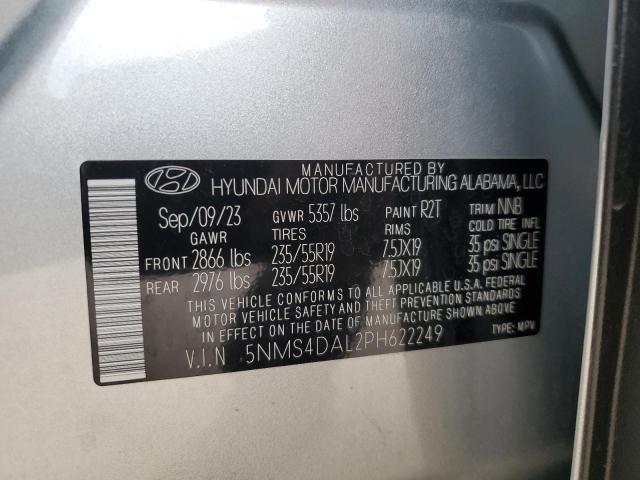 MANUFACTURED BY
HYUNDAI MOTOR MANUFACTURING ALABAMA, LLC
Sep/09/23 GVWR 5357 lbs PAINT R2T TRIM NNB
GAWR TIRES RIMS COLD TIRE INFL
FRONT 2866 lbs 235/55R19 7.5JX19 35 psi SINGLE
REAR 2976 lbs 235/55R19 7.5JX19 35 psi SINGLE
THIS VEHICLE CONFORMS TO ALL APPLICABLE U.S.A. FEDERAL
MOTOR VEHICLE SAFETY AND THEFT PREVENTION STANDARDS
IN EFFECT ON THE DATE OF MANUFACTURE SHOWN ABOVE.
V.I.N 5NMS4DAL2PH622249 TYPE: MPV